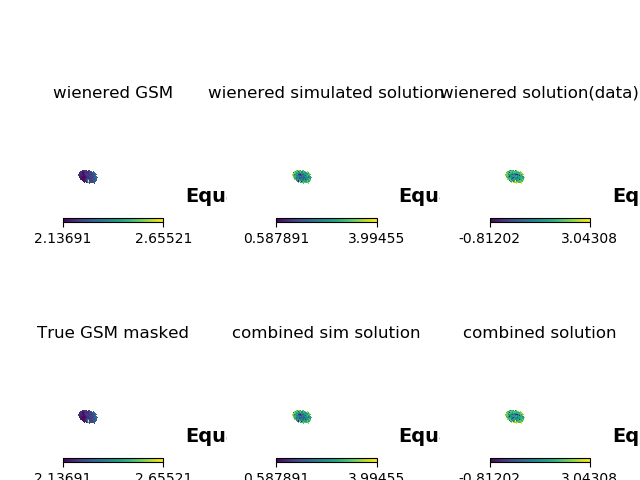 wienered GSM wienered simulated solution wienered solution(data)
Equ Equ Eq
2.13691 2.65521 0.587891 3.99455 -0.81202 3.04308
True GSM masked combined sim solution combined solution
Equ Equ Eq
2.13691 2.65521 0.587891 3.99455 -0.81202 3.04308